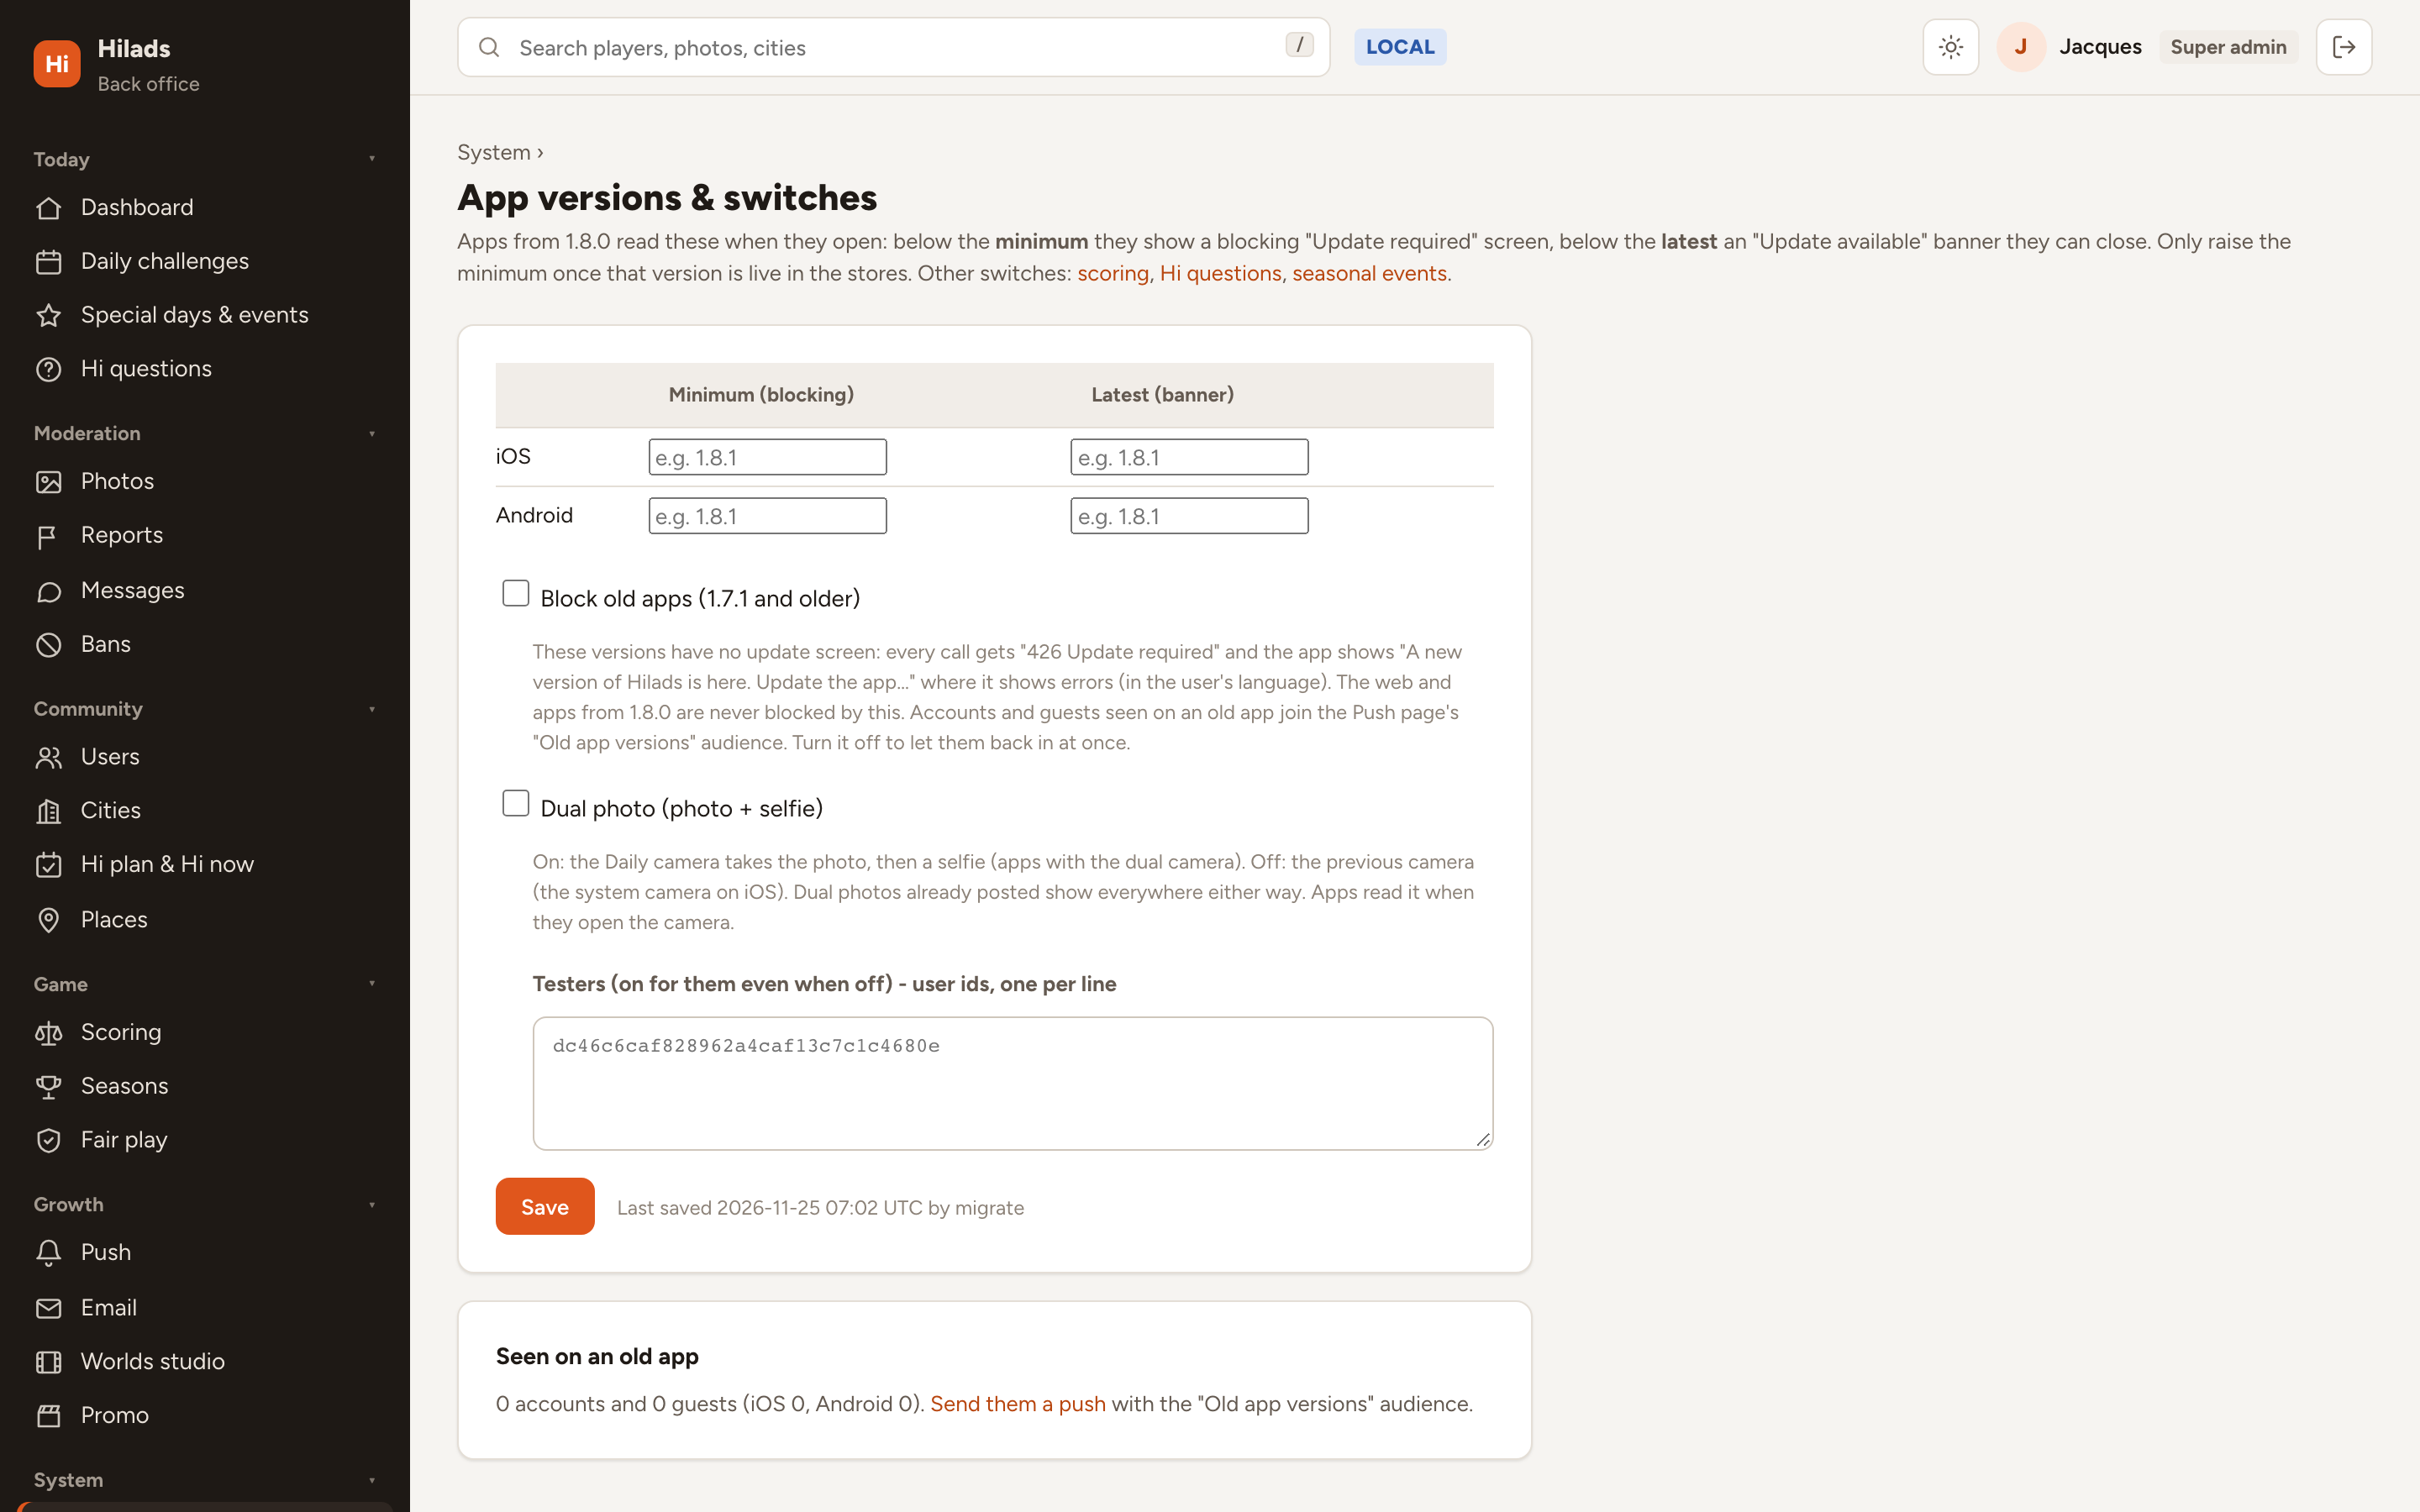 Hi
Hilads
Back office
Today
Dashboard
Daily challenges
Special days & events
Hi questions
Moderation
Photos
Reports
Messages
Bans
Community
Users
Cities
Hi plan & Hi now
Places
Game
Scoring
Seasons
Fair play
Growth
Push
Email
Worlds studio
Promo
System
Search players, photos, cities
/
LOCAL
J
Jacques
Super admin
System ›
App versions & switches
Apps from 1.8.0 read these when they open: below the minimum they show a blocking "Update required" screen, below the latest an "Update available" banner they can close. Only raise the
minimum once that version is live in the stores. Other switches: scoring, Hi questions, seasonal events.
Minimum (blocking)
Latest (banner)
iOS
e.g. 1.8.1
e.g. 1.8.1
Android
e.g. 1.8.1
e.g. 1.8.1
Block old apps (1.7.1 and older)
These versions have no update screen: every call gets "426 Update required" and the app shows "A new
version of Hilads is here. Update the app..." where it shows errors (in the user's language). The web and
apps from 1.8.0 are never blocked by this. Accounts and guests seen on an old app join the Push page's
"Old app versions" audience. Turn it off to let them back in at once.
Dual photo (photo + selfie)
On: the Daily camera takes the photo, then a selfie (apps with the dual camera). Off: the previous camera
(the system camera on iOS). Dual photos already posted show everywhere either way. Apps read it when
they open the camera.
Testers (on for them even when off) - user ids, one per line
dc46c6caf828962a4caf13c7c1c4680e
Save
Last saved 2026-11-25 07:02 UTC by migrate
Seen on an old app
0 accounts and 0 guests (iOS 0, Android 0). Send them a push with the "Old app versions" audience.